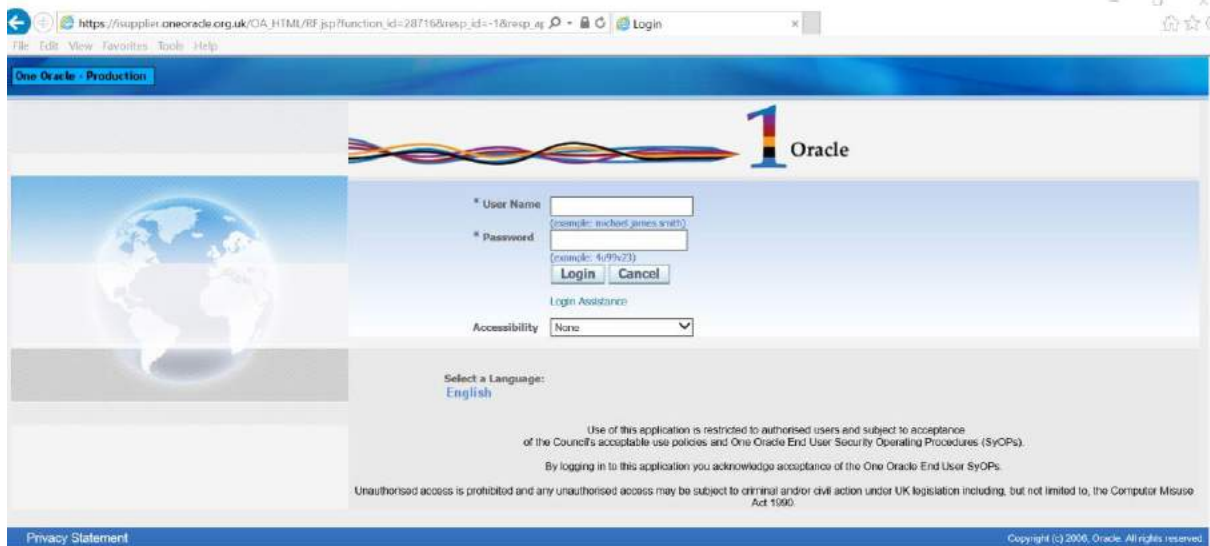 https://isupplier.oneoracle.org.uk/OA_HTML/RF.jsp?function_id=28716&resp_id=-1&resp_ap
Login
File Edit View Favorites Tools Help
One Oracle - Production
1 Oracle
* User Name
(example: michael.james.smith)
* Password
(example: 4u99v23)
Login Cancel
Login Assistance
Accessibility None
Select a Language:
English
Use of this application is restricted to authorised users and subject to acceptance
of the Council's acceptable use policies and One Oracle End User Security Operating Procedures (SyOPs).
By logging in to this application you acknowledge acceptance of the One Oracle End User SyOPs.
Unauthorised access is prohibited and any unauthorised access may be subject to criminal and/or civil action under UK legislation including, but not limited to, the Computer Misuse
Act 1990.
Privacy Statement
Copyright (c) 2006, Oracle. All rights reserved.